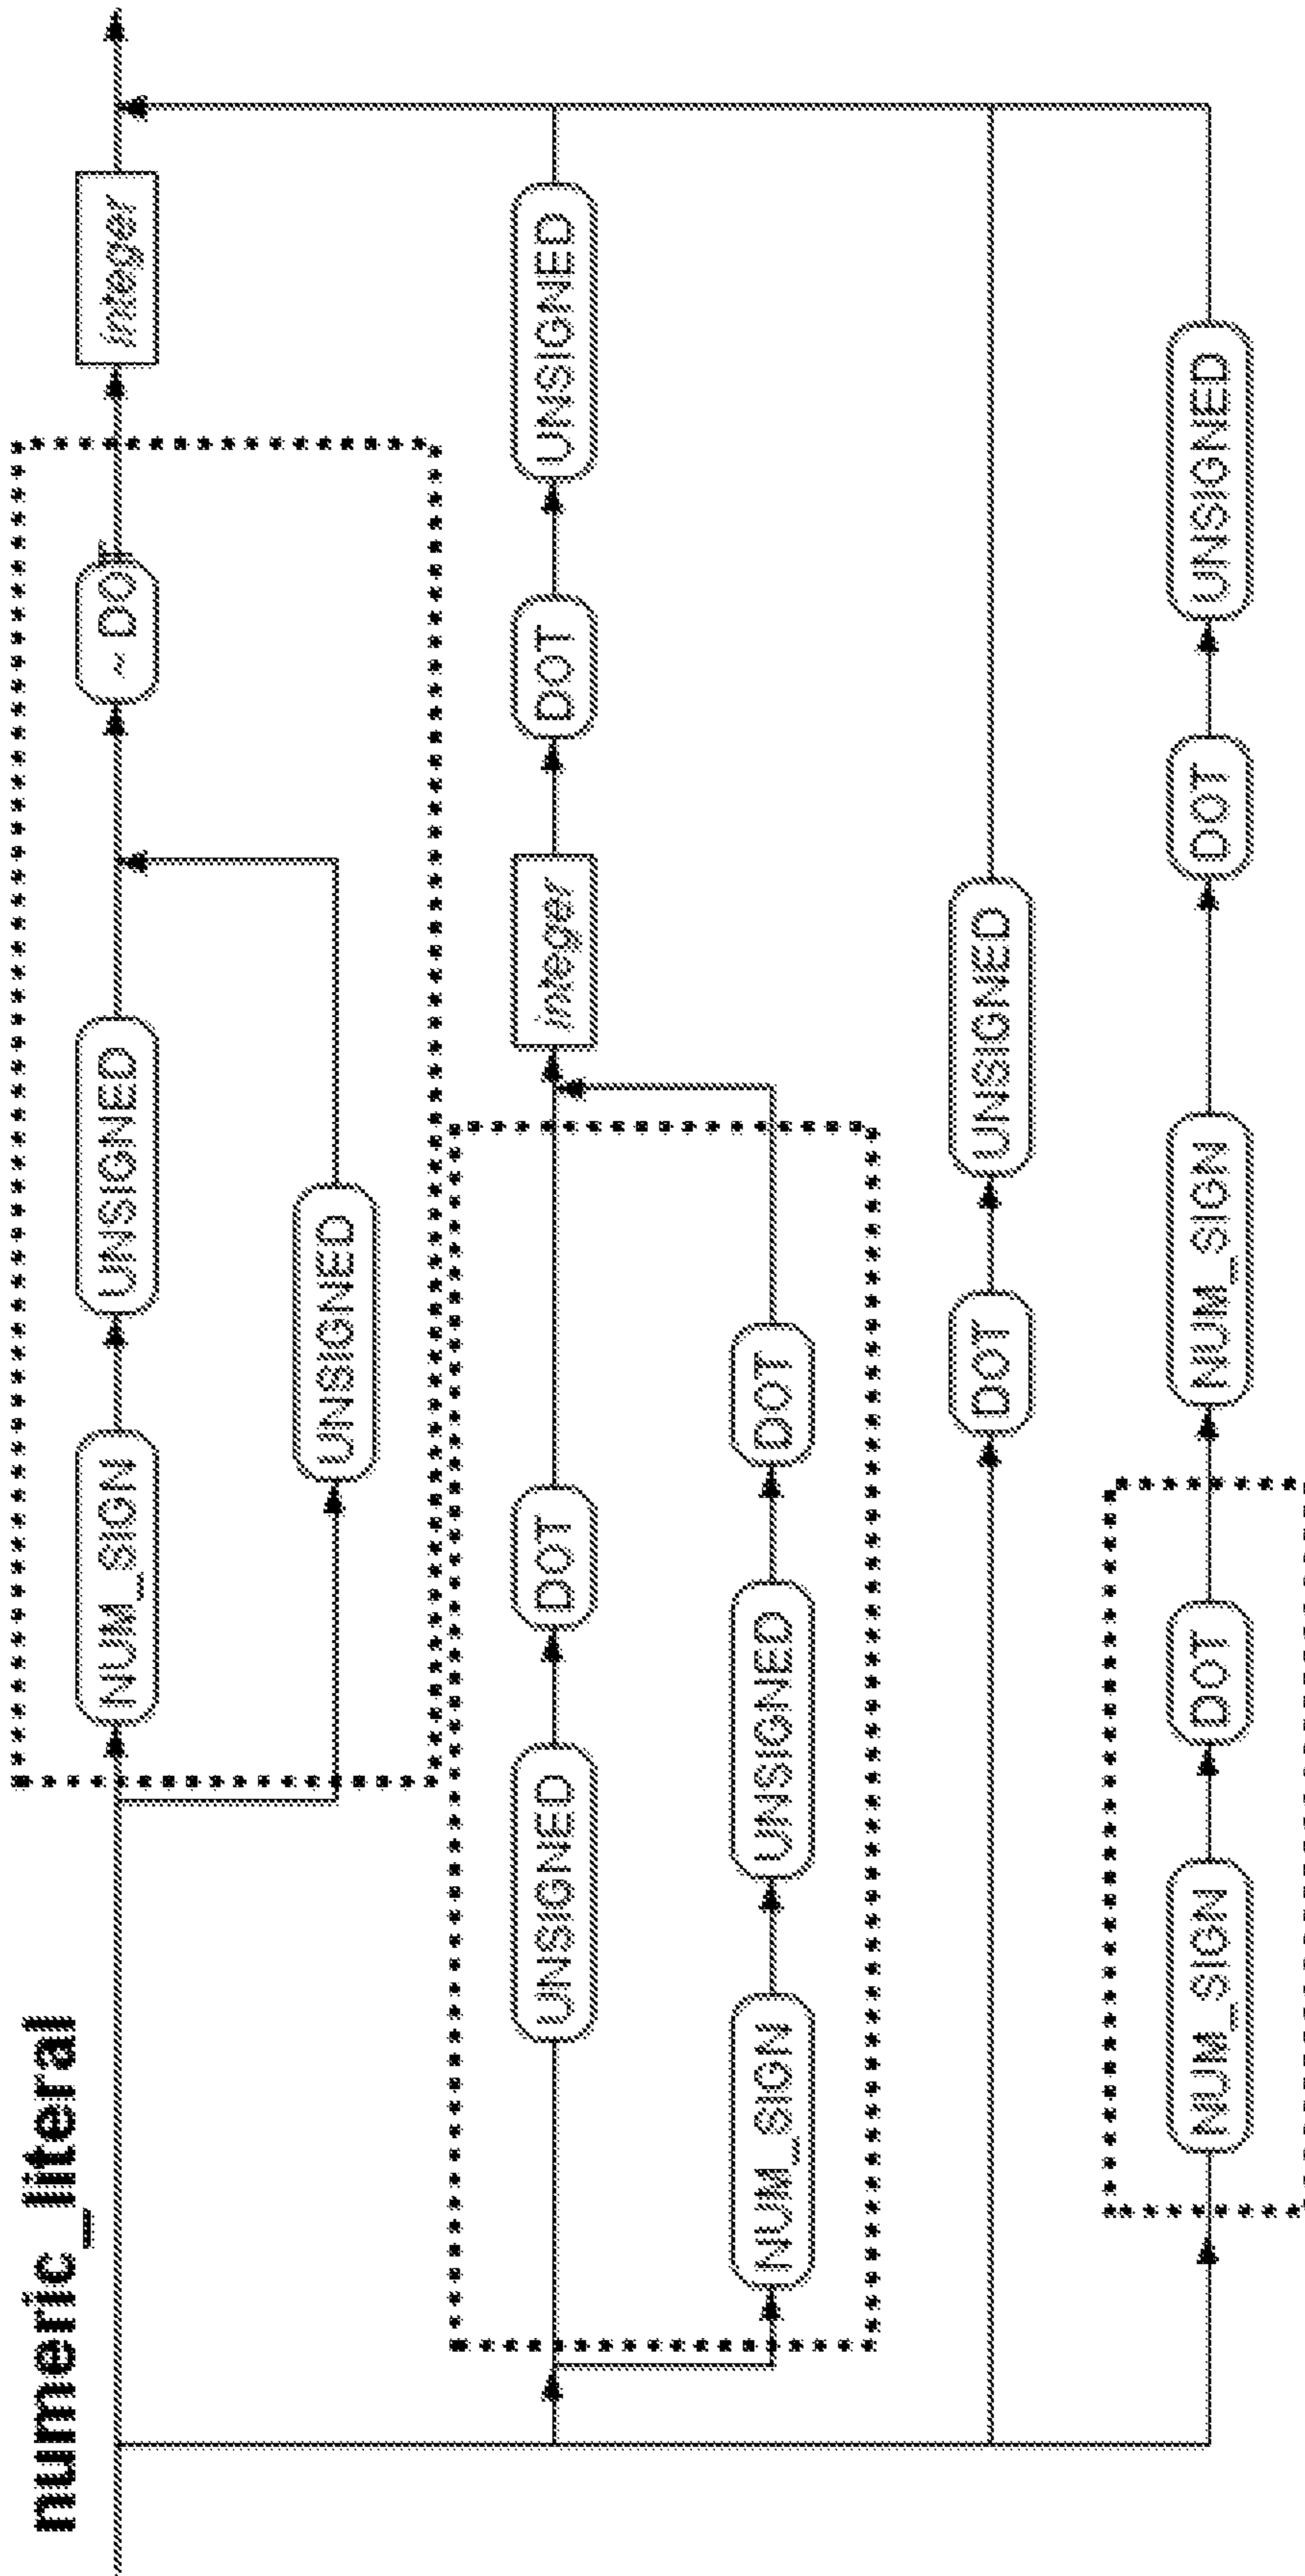 numeric_literal
NUM_SIGN UNSIGNED ~ DOT integer
UNSIGNED
UNSIGNED DOT integer DOT UNSIGNED
NUM_SIGN UNSIGNED DOT
DOT UNSIGNED
NUM_SIGN DOT NUM_SIGN DOT UNSIGNED